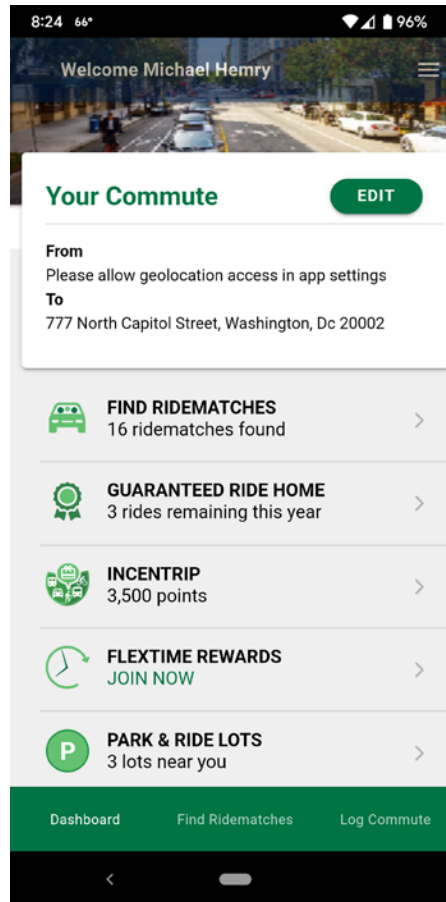 8:24 66° 96%
Welcome Michael Hemry
Your Commute
EDIT
From
Please allow geolocation access in app settings
To
777 North Capitol Street, Washington, Dc 20002
FIND RIDEMATCHES
16 ridematches found
GUARANTEED RIDE HOME
3 rides remaining this year
INCENTRIP
3,500 points
FLEXTIME REWARDS
JOIN NOW
P
PARK & RIDE LOTS
3 lots near you
Dashboard Find Ridematches Log Commute